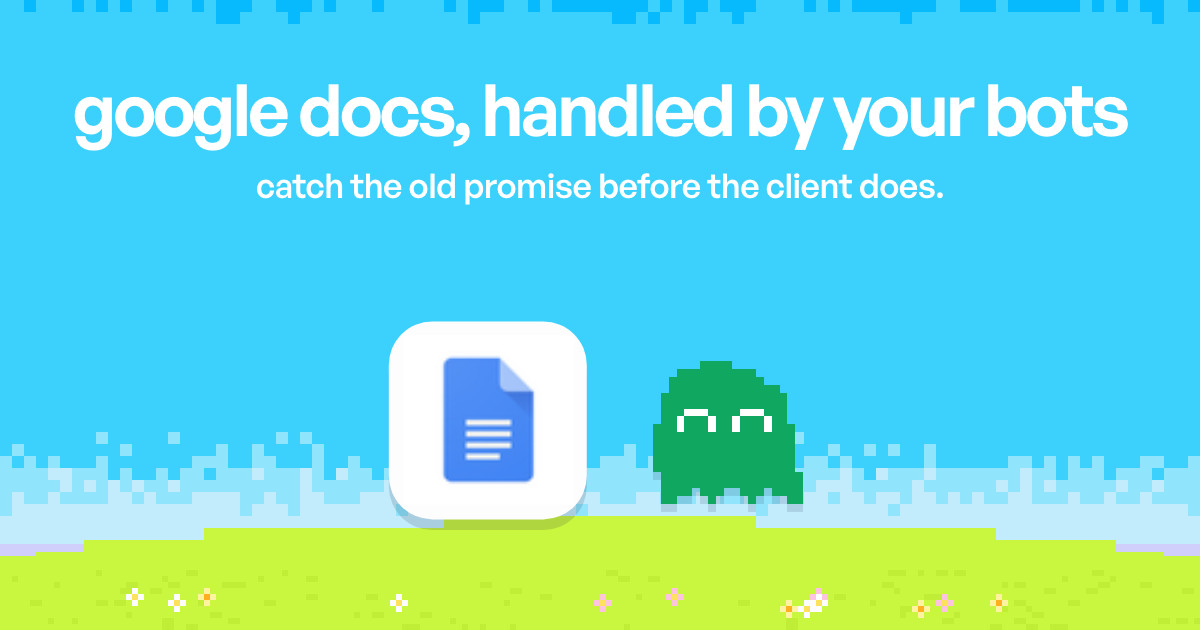 google docs, handled by your bots
catch the old promise before the client does.